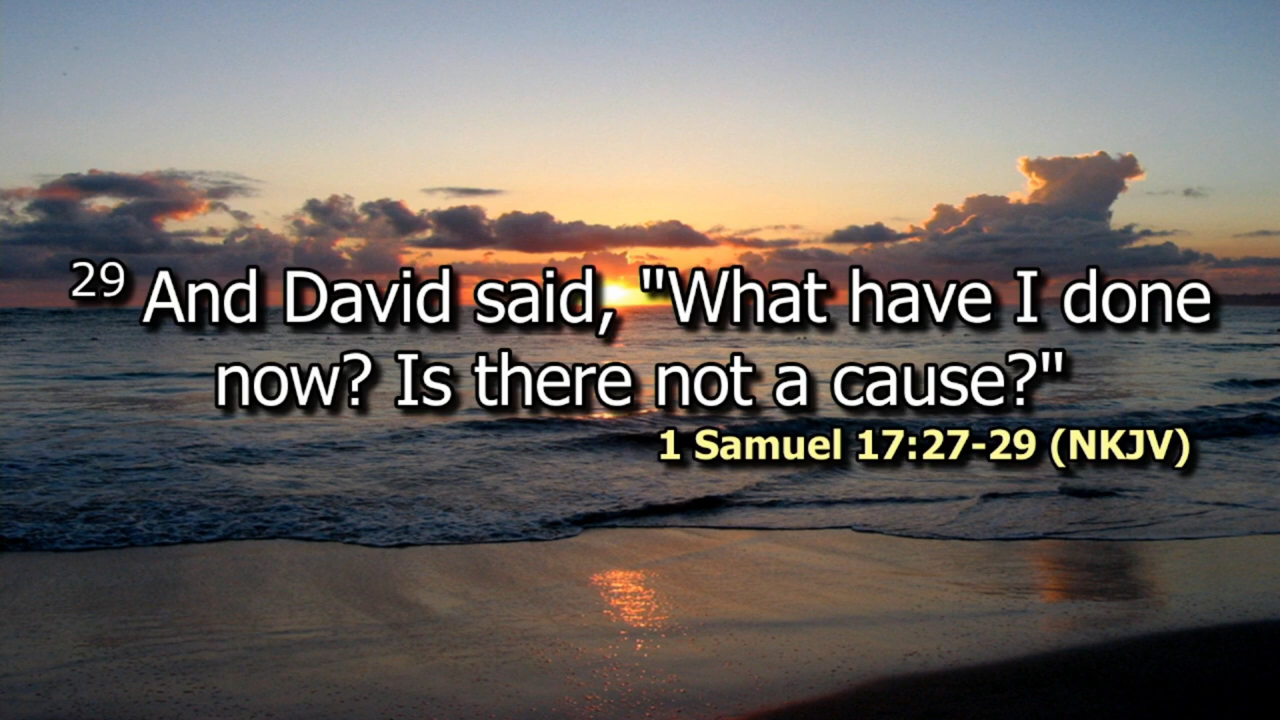 29 And David said, "What have I done
now? Is there not a cause?"
1 Samuel 17:27-29 (NKJV)